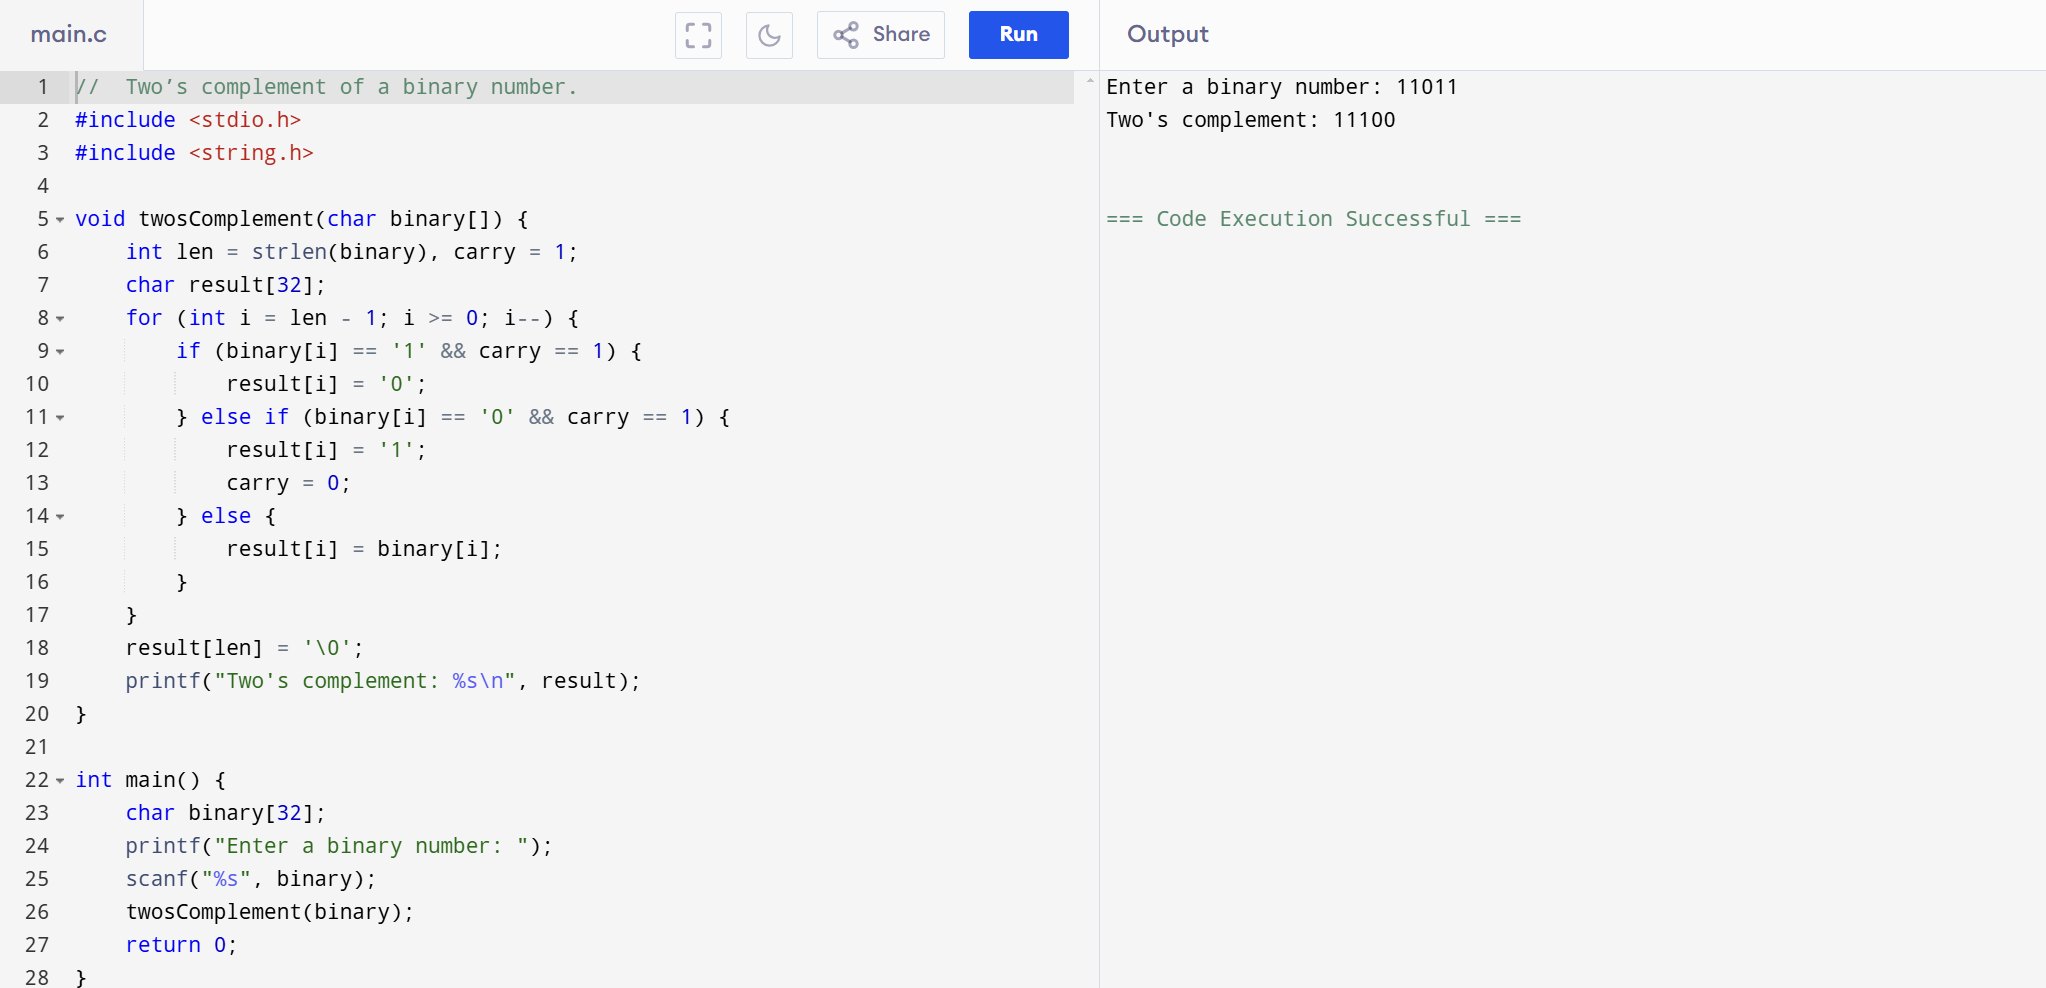 main.c
Share
Run
Output
1 //  Two’s complement of a binary number.
2 #include <stdio.h>
3 #include <string.h>
4
5 void twosComplement(char binary[]) {
6     int len = strlen(binary), carry = 1;
7     char result[32];
8     for (int i = len - 1; i >= 0; i--) {
9         if (binary[i] == '1' && carry == 1) {
10             result[i] = '0';
11         } else if (binary[i] == '0' && carry == 1) {
12             result[i] = '1';
13             carry = 0;
14         } else {
15             result[i] = binary[i];
16         }
17     }
18     result[len] = '\0';
19     printf("Two's complement: %s\n", result);
20 }
21
22 int main() {
23     char binary[32];
24     printf("Enter a binary number: ");
25     scanf("%s", binary);
26     twosComplement(binary);
27     return 0;
28 }
Enter a binary number: 11011
Two's complement: 11100
=== Code Execution Successful ===